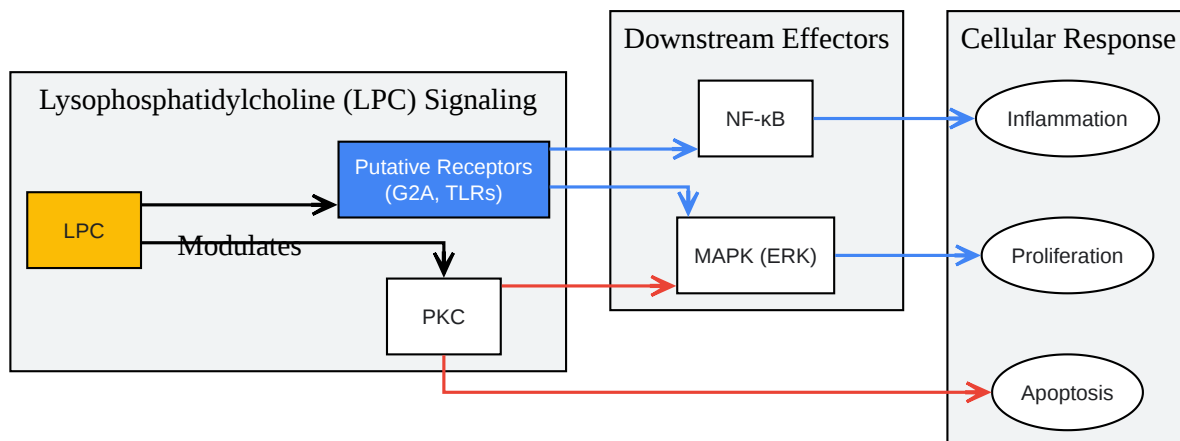 Lysophosphatidylcholine (LPC) Signaling
LPC
Modulates
Putative Receptors
(G2A, TLRs)
PKC
Downstream Effectors
NF-κB
MAPK (ERK)
Cellular Response
Inflammation
Proliferation
Apoptosis